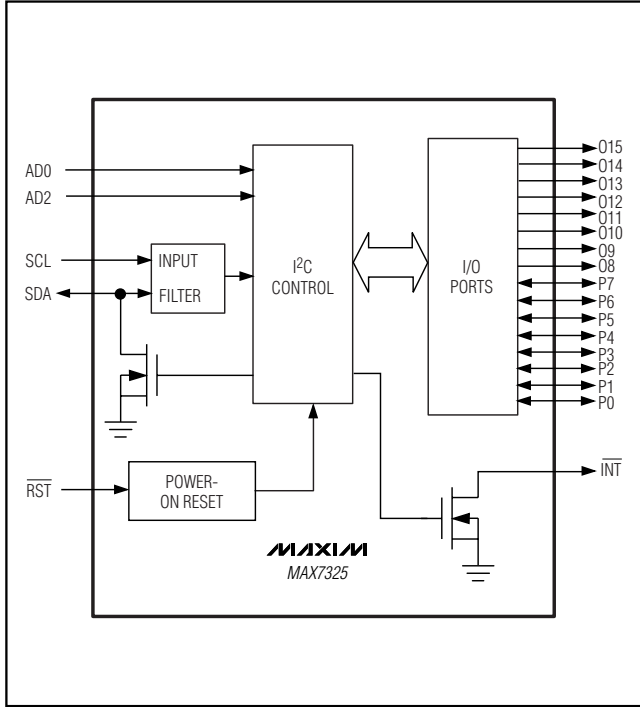 AD0
AD2
SCL
SDA
RST
INPUT
FILTER
POWER-
ON RESET
I²C
CONTROL
I/O
PORTS
O15
O14
O13
O12
O11
O10
O9
O8
P7
P6
P5
P4
P3
P2
P1
P0
INT
MAXIM
MAX7325